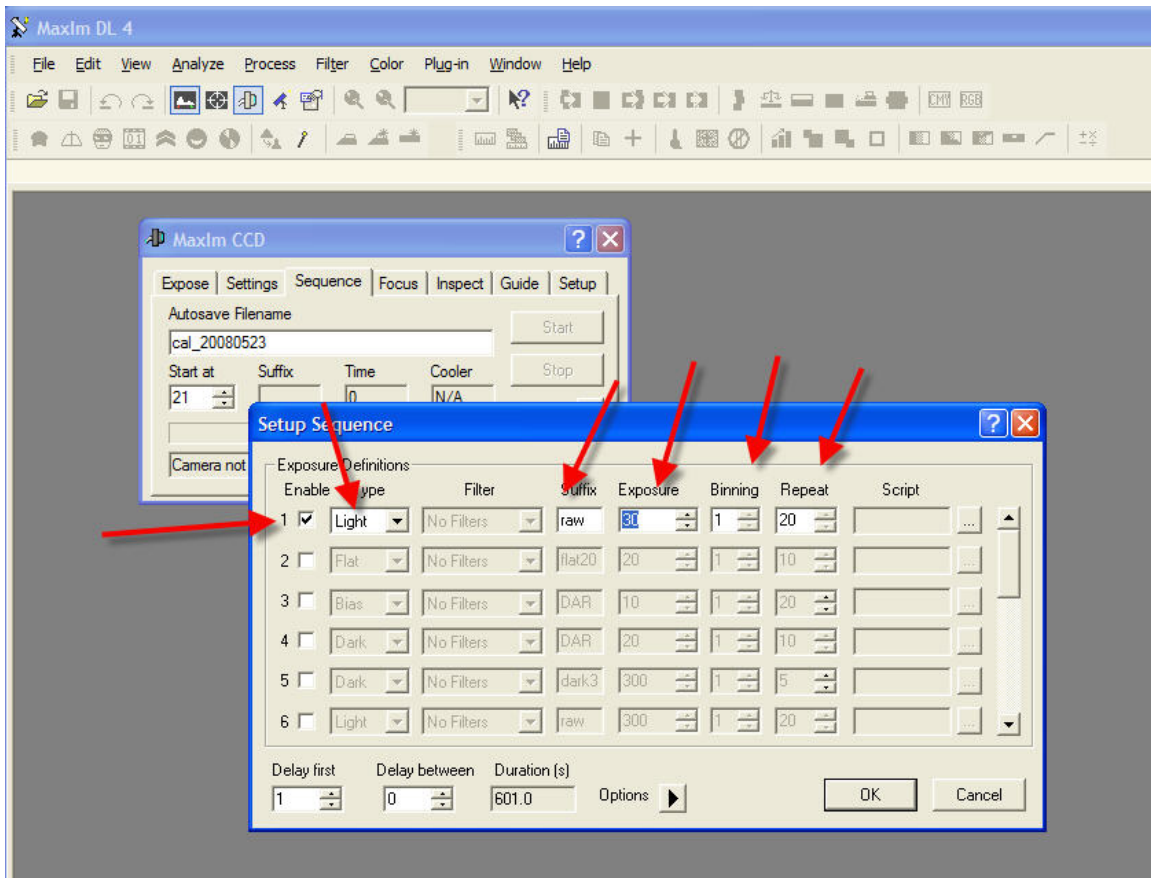 MaxIm DL 4
File Edit View Analyze Process Filter Color Plug-in Window Help
CMY RGB
MaxIm CCD
Expose Settings Sequence Focus Inspect Guide Setup
Autosave Filename
Start
cal_20080523
Start at Suffix Time Cooler Stop
21 0 N/A
Camera not
Setup Sequence
Exposure Definitions
Enable Type Filter Suffix Exposure Binning Repeat Script
1 Light No Filters raw 30 1 20 ...
2 Flat No Filters flat20 20 1 10 ...
3 Bias No Filters DAR 10 1 20 ...
4 Dark No Filters DAR 20 1 10 ...
5 Dark No Filters dark3 300 1 5 ...
6 Light No Filters raw 300 1 20 ...
Delay first Delay between Duration (s)
1 0 601.0 Options OK Cancel